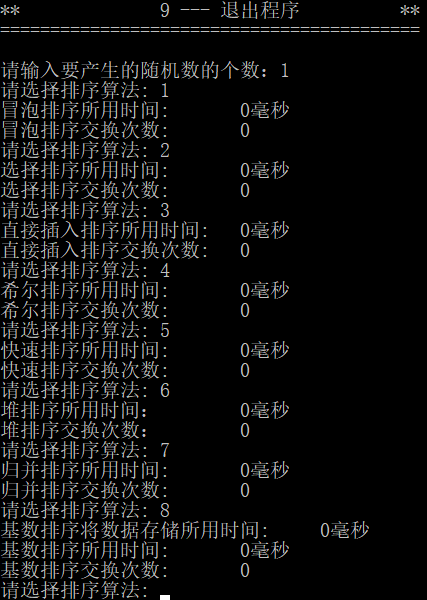 ** 9 --- 退出程序 **
==========================================
请输入要产生的随机数的个数：1
请选择排序算法: 1
冒泡排序所用时间: 0毫秒
冒泡排序交换次数: 0
请选择排序算法: 2
选择排序所用时间: 0毫秒
选择排序交换次数: 0
请选择排序算法: 3
直接插入排序所用时间: 0毫秒
直接插入排序交换次数: 0
请选择排序算法: 4
希尔排序所用时间: 0毫秒
希尔排序交换次数: 0
请选择排序算法: 5
快速排序所用时间: 0毫秒
快速排序交换次数: 0
请选择排序算法: 6
堆排序所用时间： 0毫秒
堆排序交换次数： 0
请选择排序算法: 7
归并排序所用时间: 0毫秒
归并排序交换次数: 0
请选择排序算法: 8
基数排序将数据存储所用时间: 0毫秒
基数排序所用时间: 0毫秒
基数排序交换次数: 0
请选择排序算法: